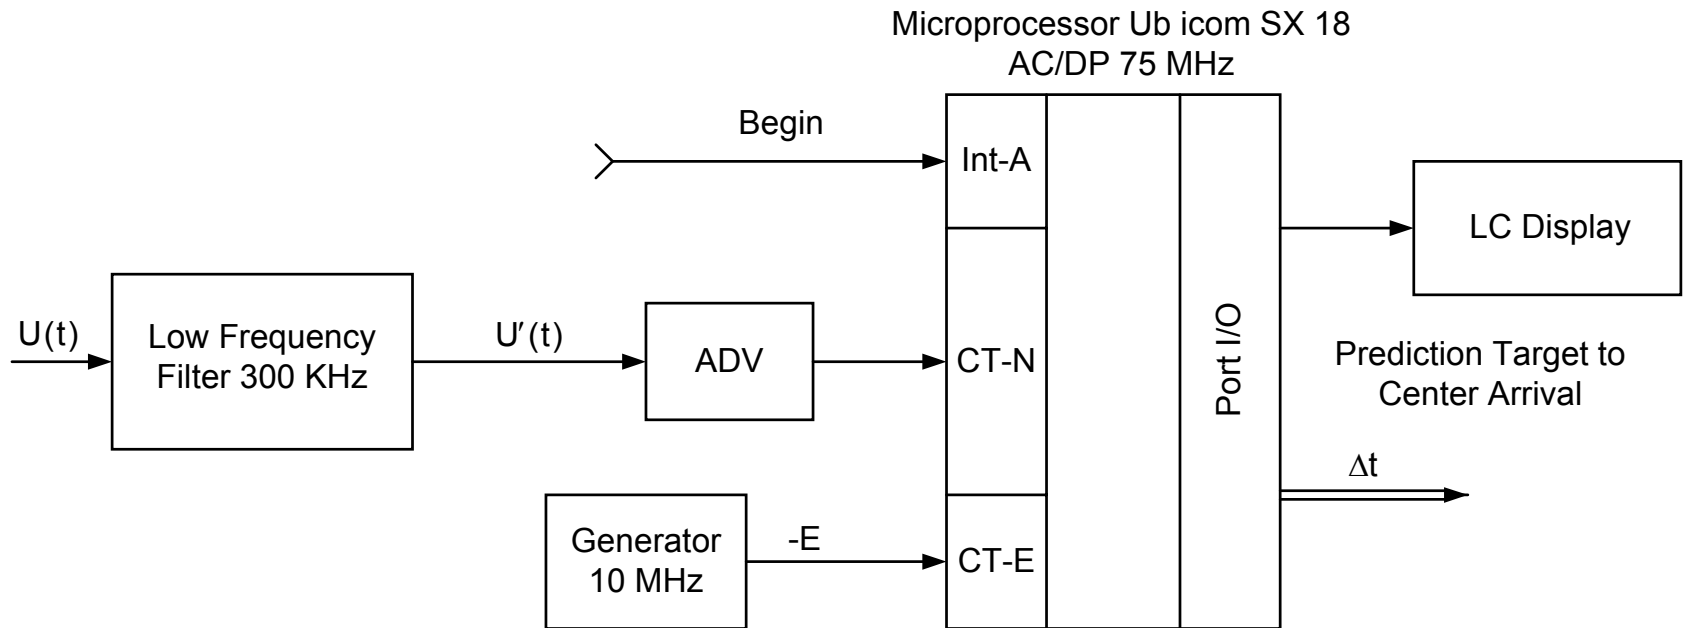 Microprocessor Ub icom SX 18
AC/DP 75 MHz
Begin
Int-A
LC Display
U(t)
Low Frequency
Filter 300 KHz
U′(t)
ADV
CT-N
Port I/O
Prediction Target to
Center Arrival
Δt
Generator
10 MHz
-E
CT-E